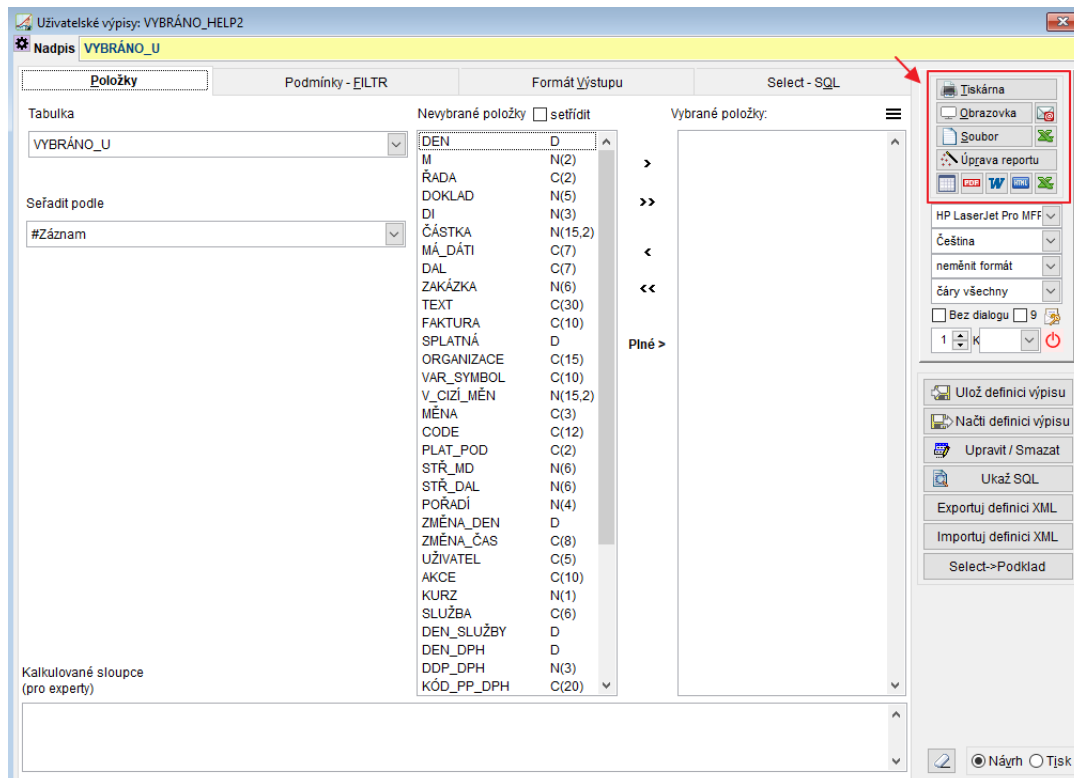 Uživatelské výpisy: VYBRÁNO_HELP2
Nadpis VYBRÁNO_U
Položky Podmínky - FILTR Formát Výstupu Select - SQL
Tabulka
VYBRÁNO_U
Seřadit podle
#Záznam
Nevybrané položky setřídit
DEN D
M N(2)
ŘADA C(2)
DOKLAD N(5)
DI N(3)
ČÁSTKA N(15,2)
MÁ_DÁTI C(7)
DAL C(7)
ZAKÁZKA N(6)
TEXT C(30)
FAKTURA C(10)
SPLATNÁ D
ORGANIZACE C(15)
VAR_SYMBOL C(10)
V_CIZÍ_MĚN N(15,2)
MĚNA C(3)
CODE C(12)
PLAT_POD C(2)
STŘ_MD N(6)
STŘ_DAL N(6)
POŘADÍ N(4)
ZMĚNA_DEN D
ZMĚNA_ČAS C(8)
UŽIVATEL C(5)
AKCE C(10)
KURZ N(1)
SLUŽBA C(6)
DEN_SLUŽBY D
DEN_DPH D
DDP_DPH N(3)
KÓD_PP_DPH C(20)
>
>>
<
<<
Plné >
Vybrané položky:
Kalkulované sloupce
(pro experty)
Tiskárna
Obrazovka
Soubor
Úprava reportu
PDF W HTML
HP LaserJet Pro MFF
Čeština
neměnit formát
čáry všechny
Bez dialogu 9
1 K
Ulož definici výpisu
Načti definici výpisu
Upravit / Smazat
Ukaž SQL
Exportuj definici XML
Importuj definici XML
Select->Podklad
Návrh Tisk